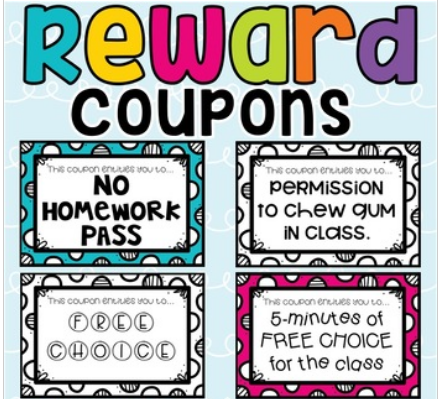 Reward
coupons
This coupon entitles you to...
NO
HOMEWORK
PASS
This coupon entitles you to...
PERMISSION
to chew gum
IN CLASS.
This coupon entitles you to...
FREE
CHOICE
This coupon entitles you to...
5-minutes of
FREE CHOICE
for the class